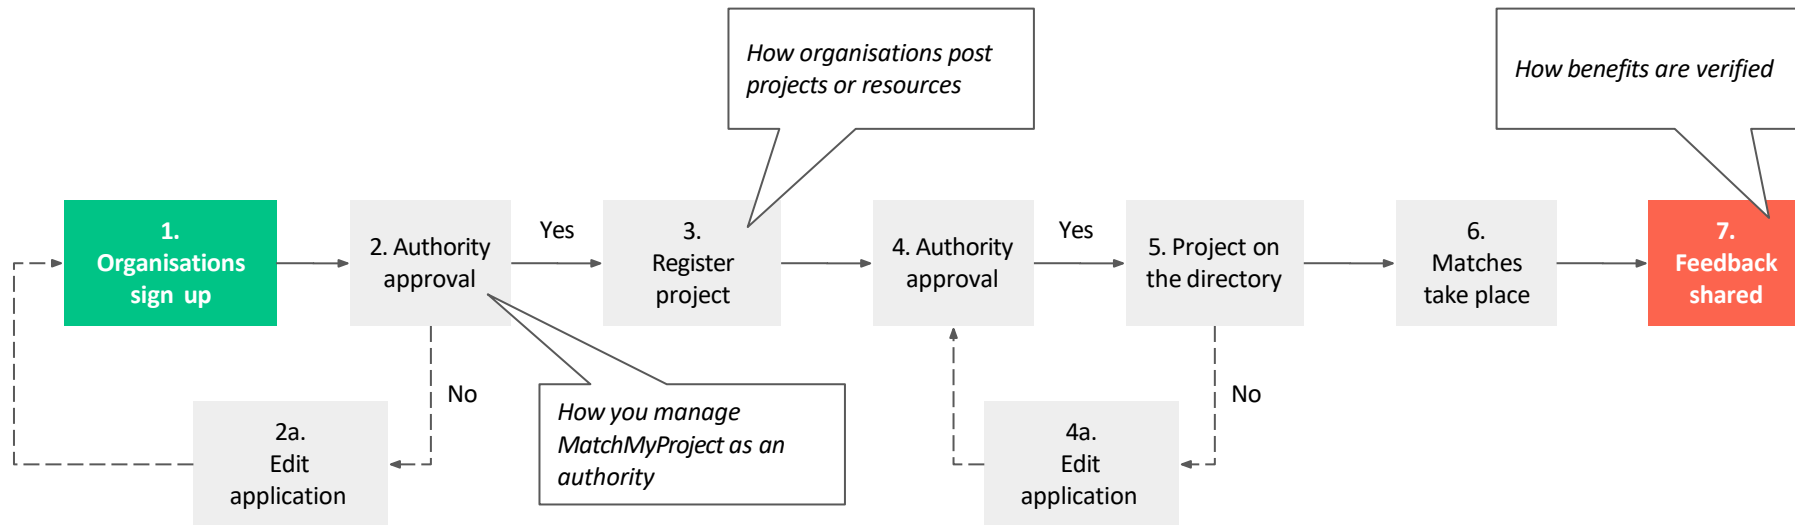 How organisations post
projects or resources
How benefits are verified
1.
Organisations
sign up
2. Authority
approval
Yes
3.
Register
project
4. Authority
approval
Yes
5. Project on
the directory
6.
Matches
take place
7.
Feedback
shared
No
2a.
Edit
application
How you manage
MatchMyProject as an
authority
No
4a.
Edit
application